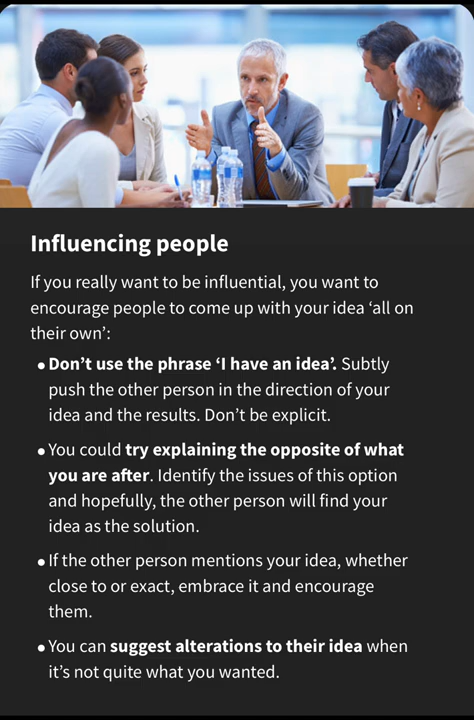 Influencing people
If you really want to be influential, you want to
encourage people to come up with your idea ‘all on
their own’:
• Don’t use the phrase ‘I have an idea’. Subtly
push the other person in the direction of your
idea and the results. Don’t be explicit.
• You could try explaining the opposite of what
you are after. Identify the issues of this option
and hopefully, the other person will find your
idea as the solution.
• If the other person mentions your idea, whether
close to or exact, embrace it and encourage
them.
• You can suggest alterations to their idea when
it’s not quite what you wanted.